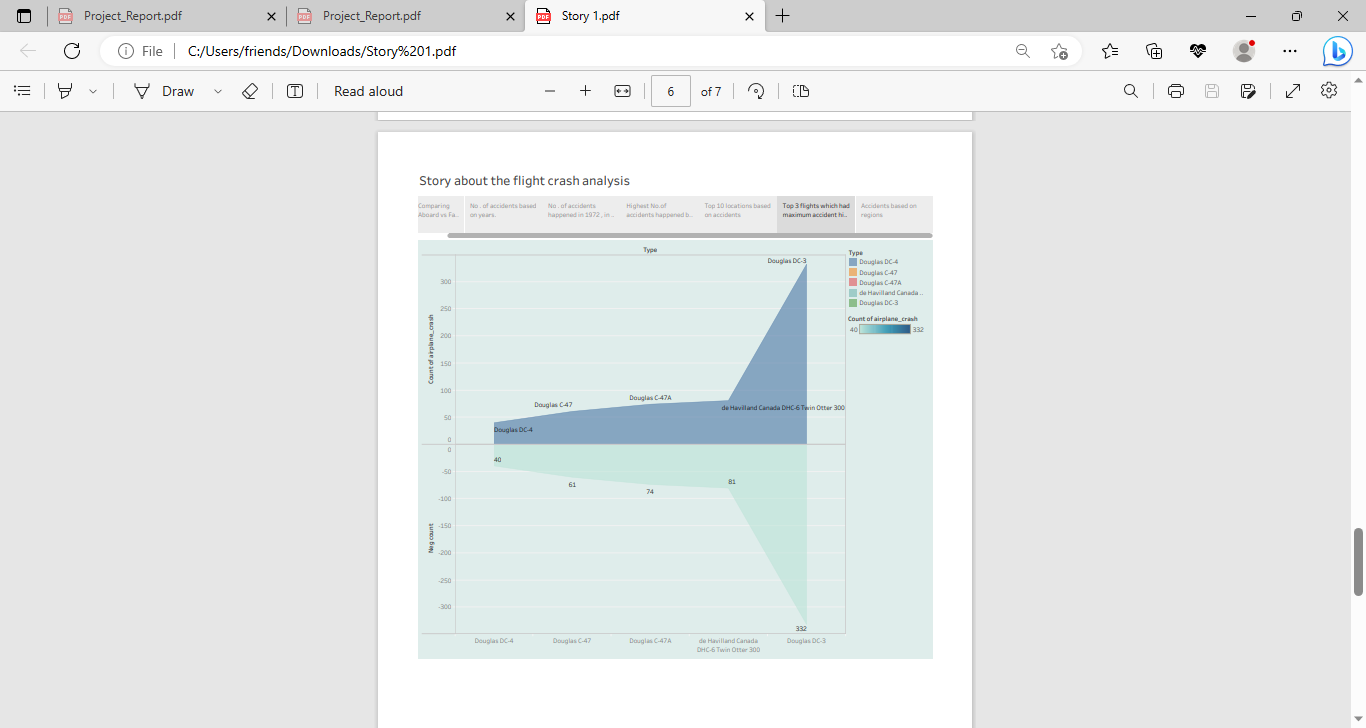 Project_Report.pdf
Project_Report.pdf
Story 1.pdf
File
C:/Users/friends/Downloads/Story%201.pdf
Draw
Read aloud
6 of 7
Story about the flight crash analysis
Comparing
Aboard vs Fa..
No. of accidents based
on years.
No. of accidents
happened in 1972 , in ...
Highest No.of
accidents happened b..
Top 10 locations based
on accidents
Top 3 flights which had
maximum accident hi..
Accidents based on
regions
Type
Count of airplane_crash
300
250
200
150
100
50
0
Douglas DC-3
Douglas C-47
Douglas C-47A
de Havilland Canada DHC-6 Twin Otter 300
Douglas DC-4
Neg count
0
-50
-100
-150
-200
-250
-300
40
61
74
81
332
Douglas DC-4
Douglas C-47
Douglas C-47A
de Havilland Canada
DHC-6 Twin Otter 300
Douglas DC-3
Type
Douglas DC-4
Douglas C-47
Douglas C-47A
de Havilland Canada ..
Douglas DC-3
Count of airplane_crash
40 332